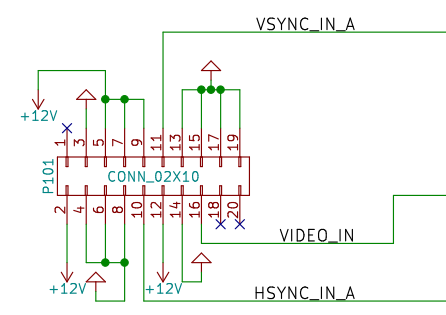 VSYNC_IN_A
+12V
1 3 5 7 9 11 13 15 17 19
P101
CONN_02X10
2 4 6 8 10 12 14 16 18 20
VIDEO_IN
+12V
+12V
HSYNC_IN_A